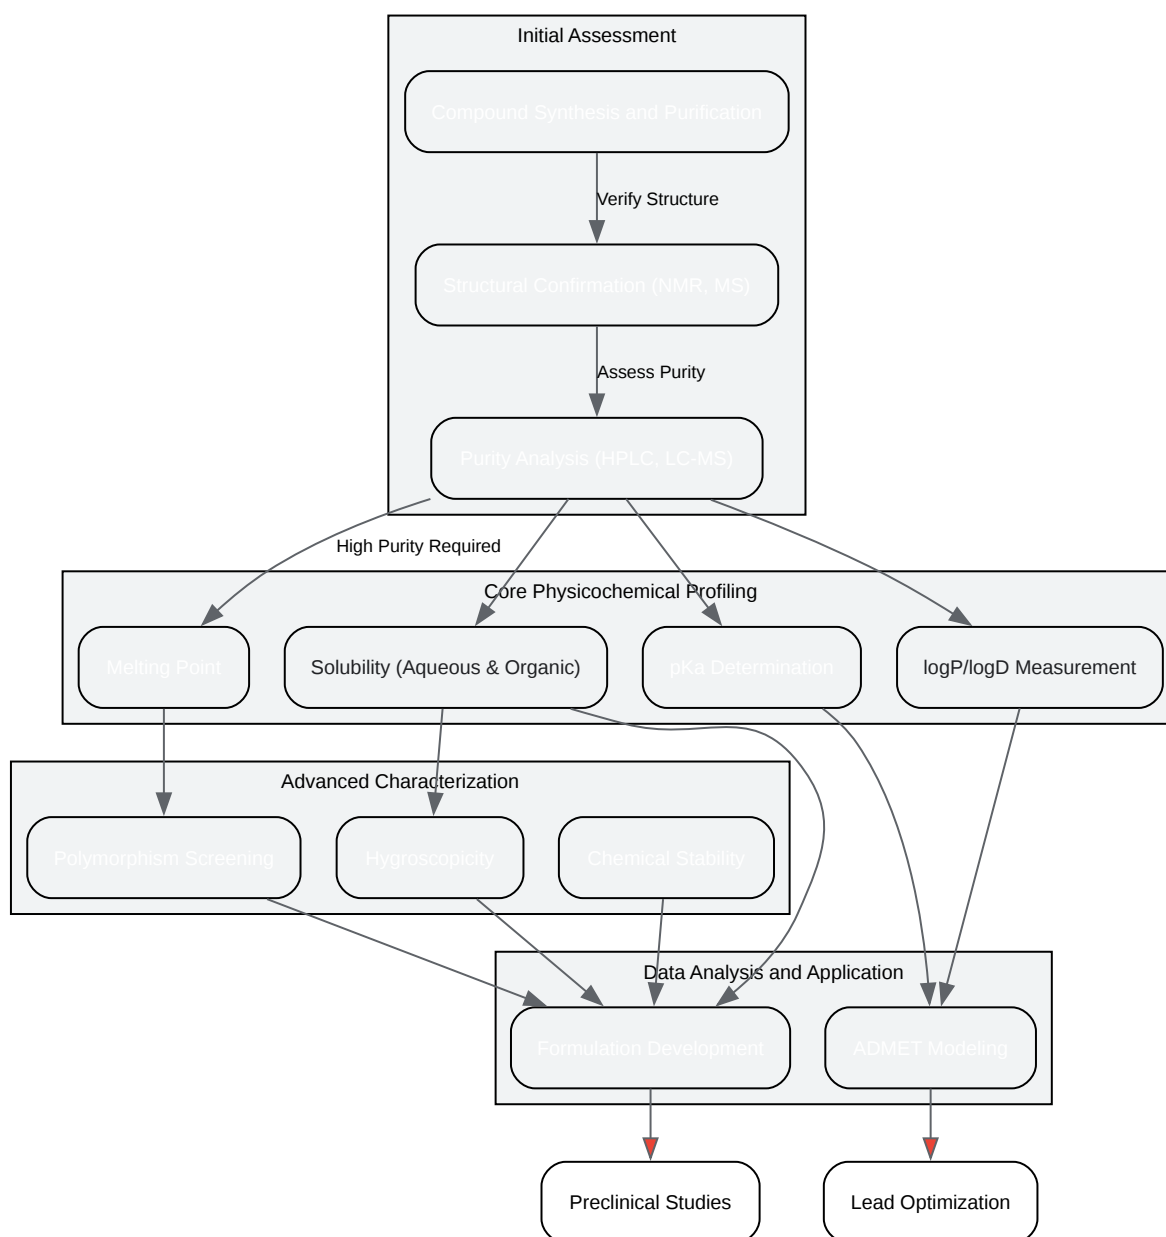 Initial Assessment
Compound Synthesis and Purification
Verify Structure
Structural Confirmation (NMR, MS)
Assess Purity
Purity Analysis (HPLC, LC-MS)
High Purity Required
Core Physicochemical Profiling
Melting Point
Solubility (Aqueous & Organic)
pKa Determination
logP/logD Measurement
Advanced Characterization
Polymorphism Screening
Hygroscopicity
Chemical Stability
Data Analysis and Application
Formulation Development
ADMET Modeling
Preclinical Studies
Lead Optimization